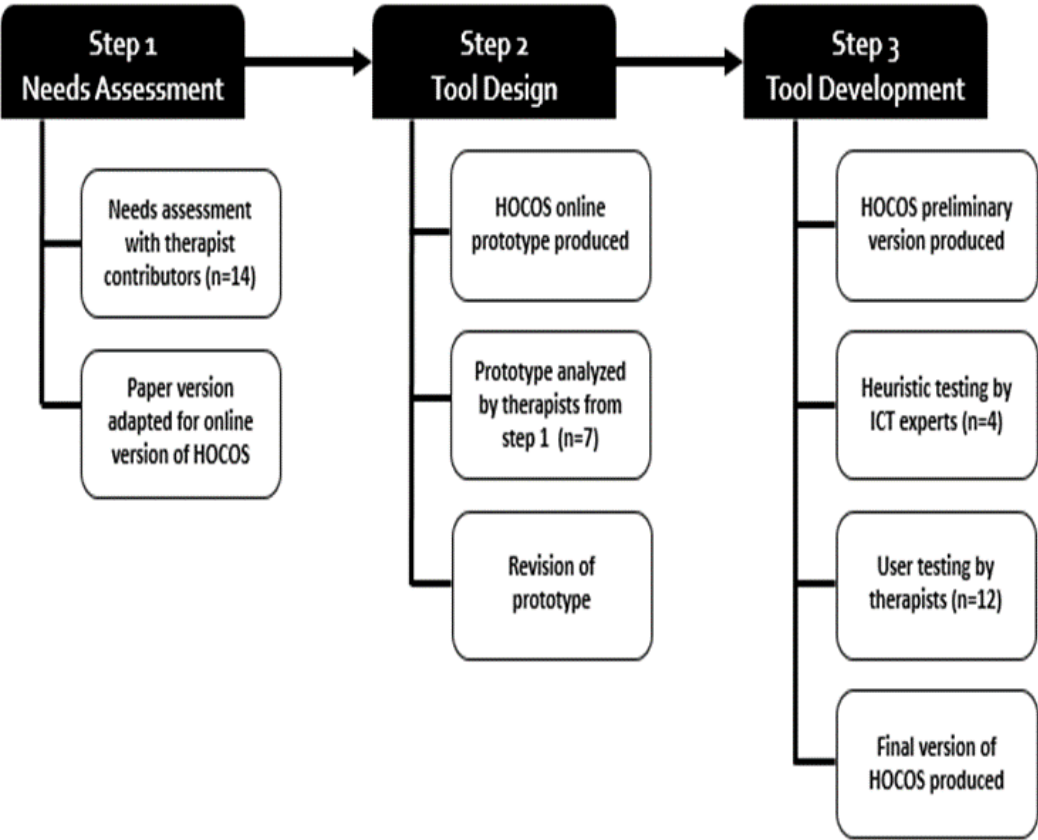 Step 1
Needs Assessment
Needs assessment
with therapist
contributors (n=14)
Paper version
adapted for online
version of HOCOS
Step 2
Tool Design
HOCOS online
prototype produced
Prototype analyzed
by therapists from
step 1 (n=7)
Revision of
prototype
Step 3
Tool Development
HOCOS preliminary
version produced
Heuristic testing by
ICT experts (n=4)
User testing by
therapists (n=12)
Final version of
HOCOS produced